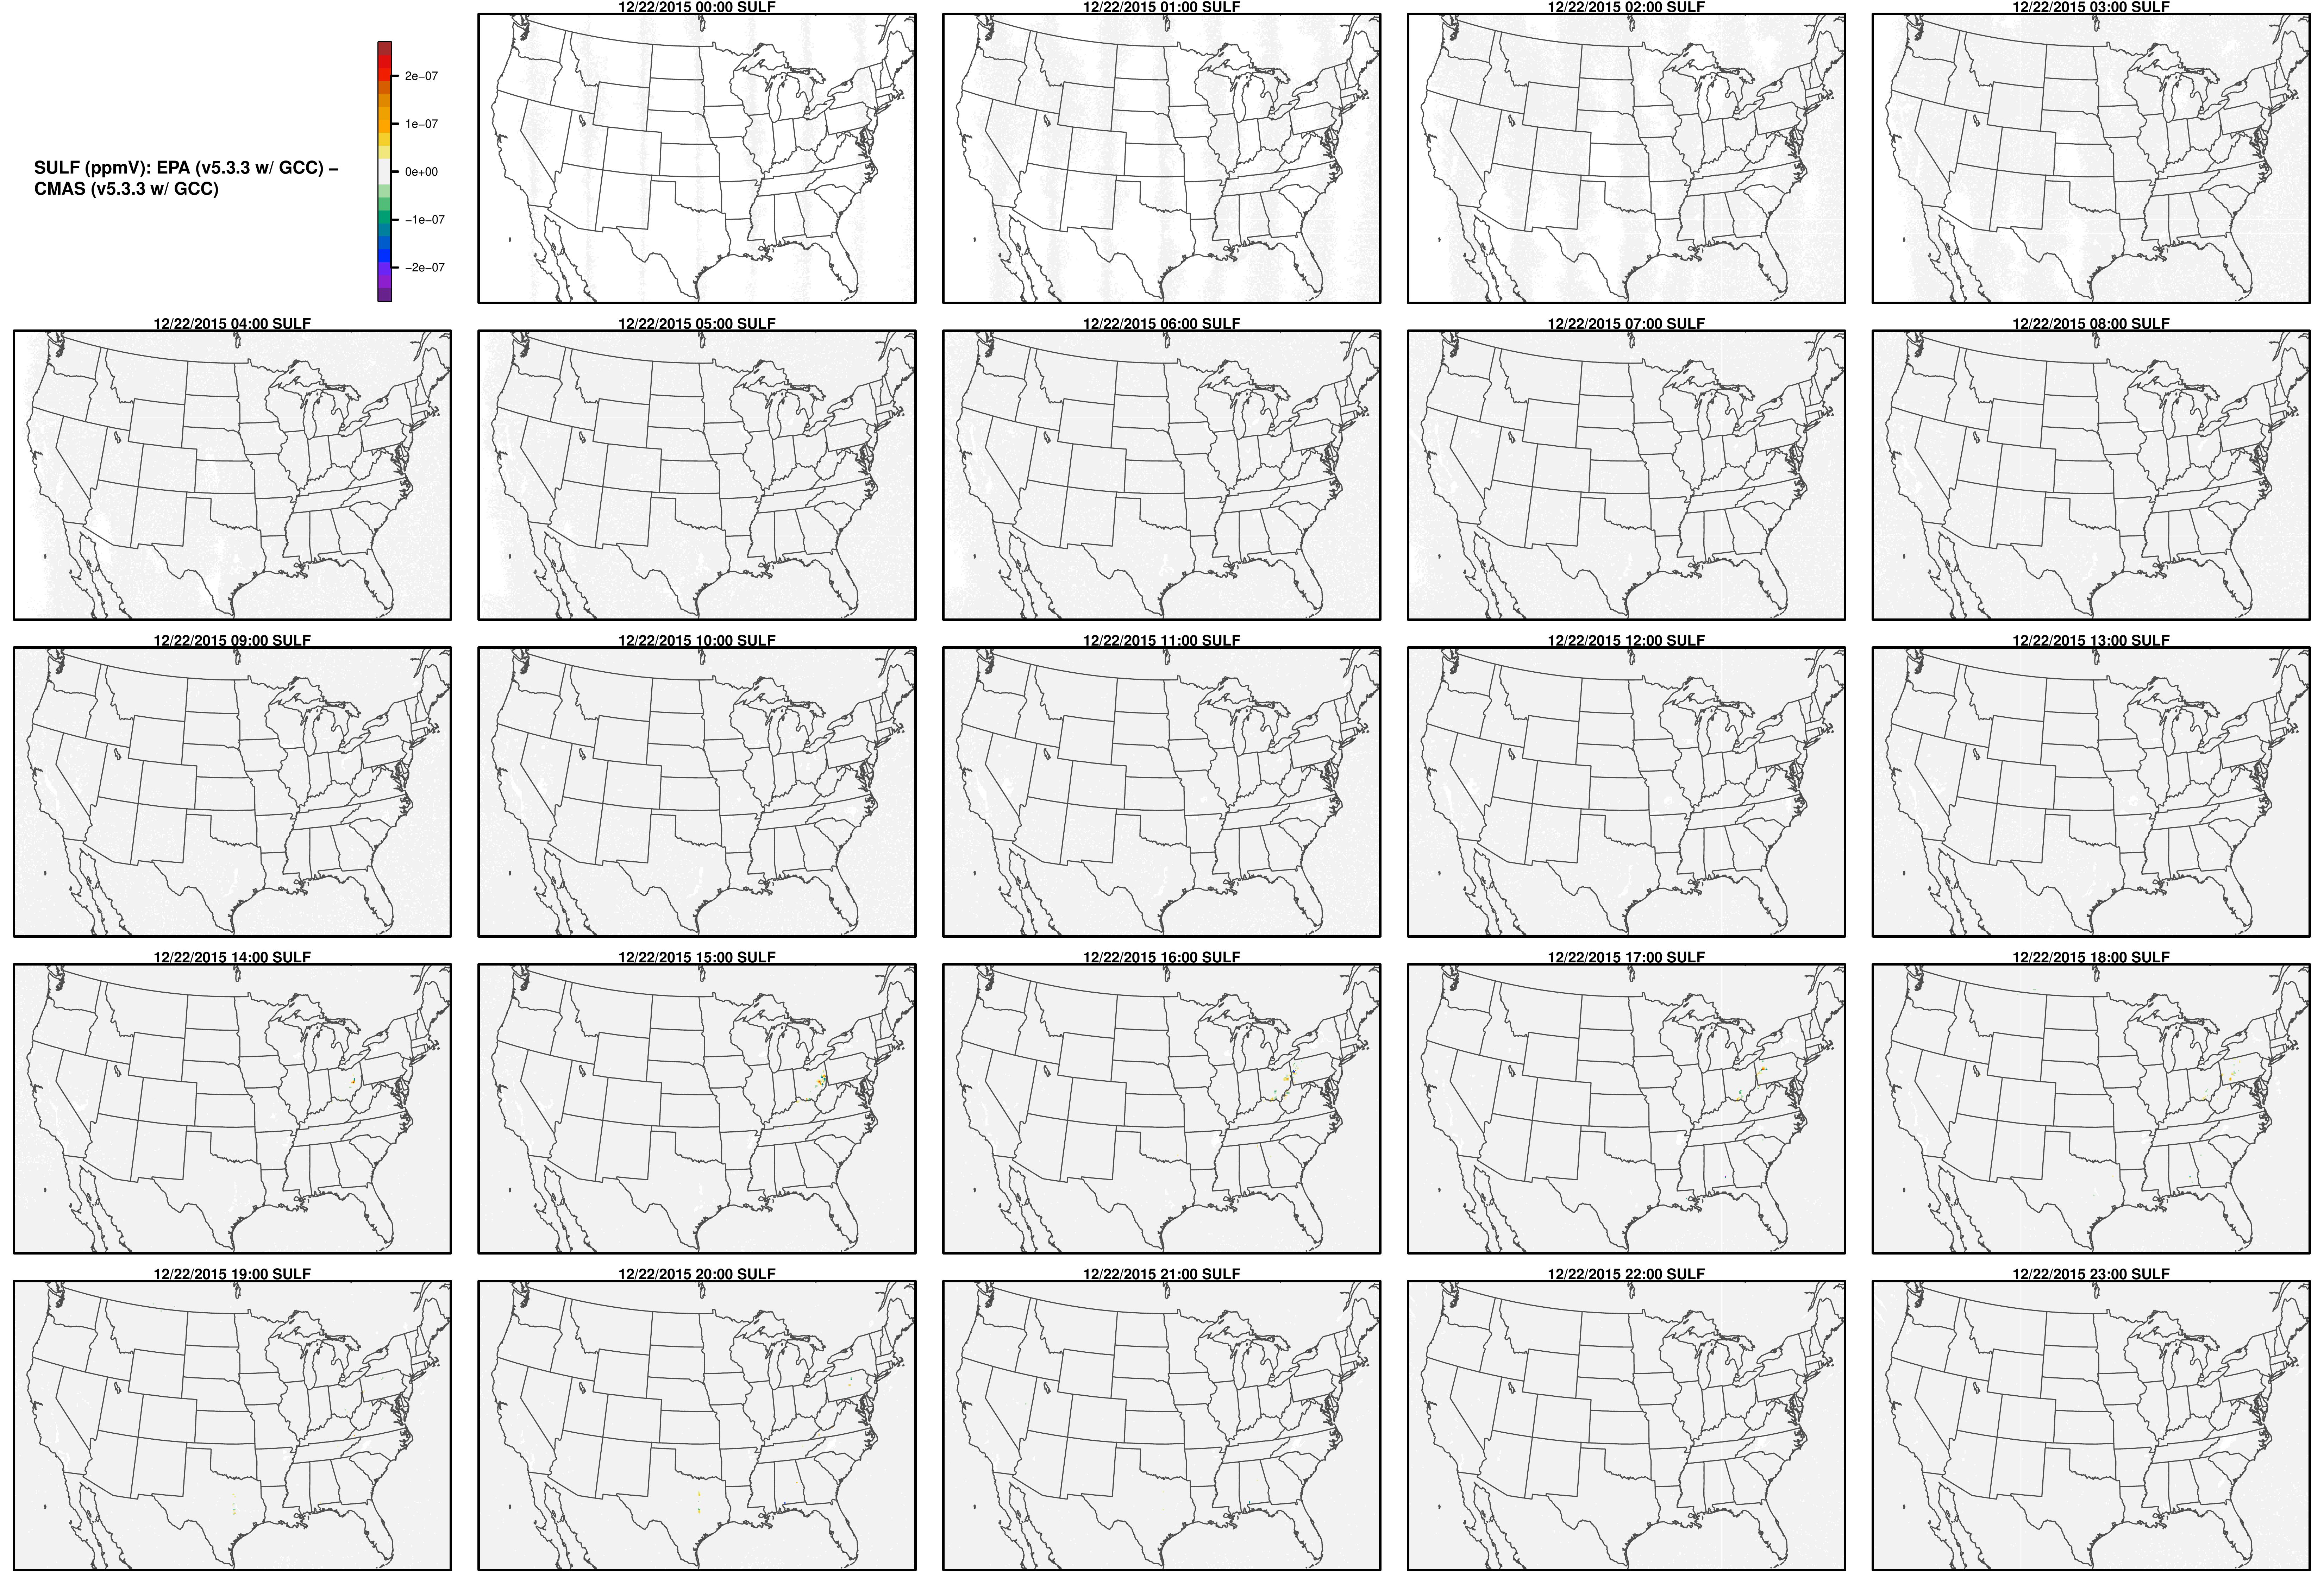 12/22/2015 00:00 SULF
12/22/2015 01:00 SULF
12/22/2015 02:00 SULF
12/22/2015 03:00 SULF
SULF (ppmV): EPA (v5.3.3 w/ GCC) –
CMAS (v5.3.3 w/ GCC)
2e−07
1e−07
0e+00
−1e−07
−2e−07
12/22/2015 04:00 SULF
12/22/2015 05:00 SULF
12/22/2015 06:00 SULF
12/22/2015 07:00 SULF
12/22/2015 08:00 SULF
12/22/2015 09:00 SULF
12/22/2015 10:00 SULF
12/22/2015 11:00 SULF
12/22/2015 12:00 SULF
12/22/2015 13:00 SULF
12/22/2015 14:00 SULF
12/22/2015 15:00 SULF
12/22/2015 16:00 SULF
12/22/2015 17:00 SULF
12/22/2015 18:00 SULF
12/22/2015 19:00 SULF
12/22/2015 20:00 SULF
12/22/2015 21:00 SULF
12/22/2015 22:00 SULF
12/22/2015 23:00 SULF